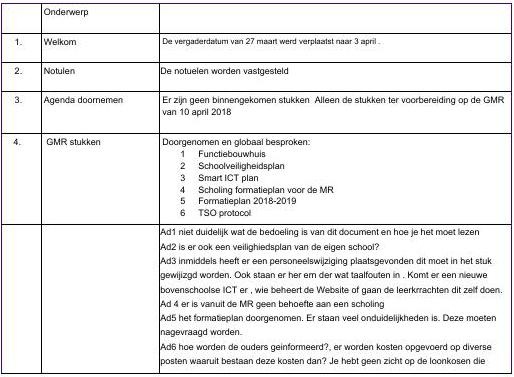 Onderwerp
1. Welkom De vergaderdatum van 27 maart werd verplaatst naar 3 april .
2. Notulen De notuelen worden vastgesteld
3. Agenda doornemen Er zijn geen binnengekomen stukken Alleen de stukken ter voorbereiding op de GMR
van 10 april 2018
4. GMR stukken Doorgenomen en globaal besproken:
1 Functiebouwhuis
2 Schoolveiligheidsplan
3 Smart ICT plan
4 Scholing formatieplan voor de MR
5 Formatieplan 2018-2019
6 TSO protocol
Ad1 niet duidelijk wat de bedoeling is van dit document en hoe je het moet lezen
Ad2 is er ook een veilighiedsplan van de eigen school?
Ad3 inmiddels heeft er een personeelswijziging plaatsgevonden dit moet in het stuk
gewijizgd worden. Ook staan er her em der wat taalfouten in . Komt er een nieuwe
bovenschoolse ICT er , wie beheert de Website of gaan de leerkrrachten dit zelf doen.
Ad 4 er is vanuit de MR geen behoefte aan een scholing
Ad5 het formatieplan doorgenomen. Er staan veel onduidelijkheden is. Deze moeten
nagevraagd worden.
Ad6 hoe worden de ouders geinformeerd?, er worden kosten opgevoerd op diverse
posten waaruit bestaan deze kosten dan? Je hebt geen zicht op de loonkosen die